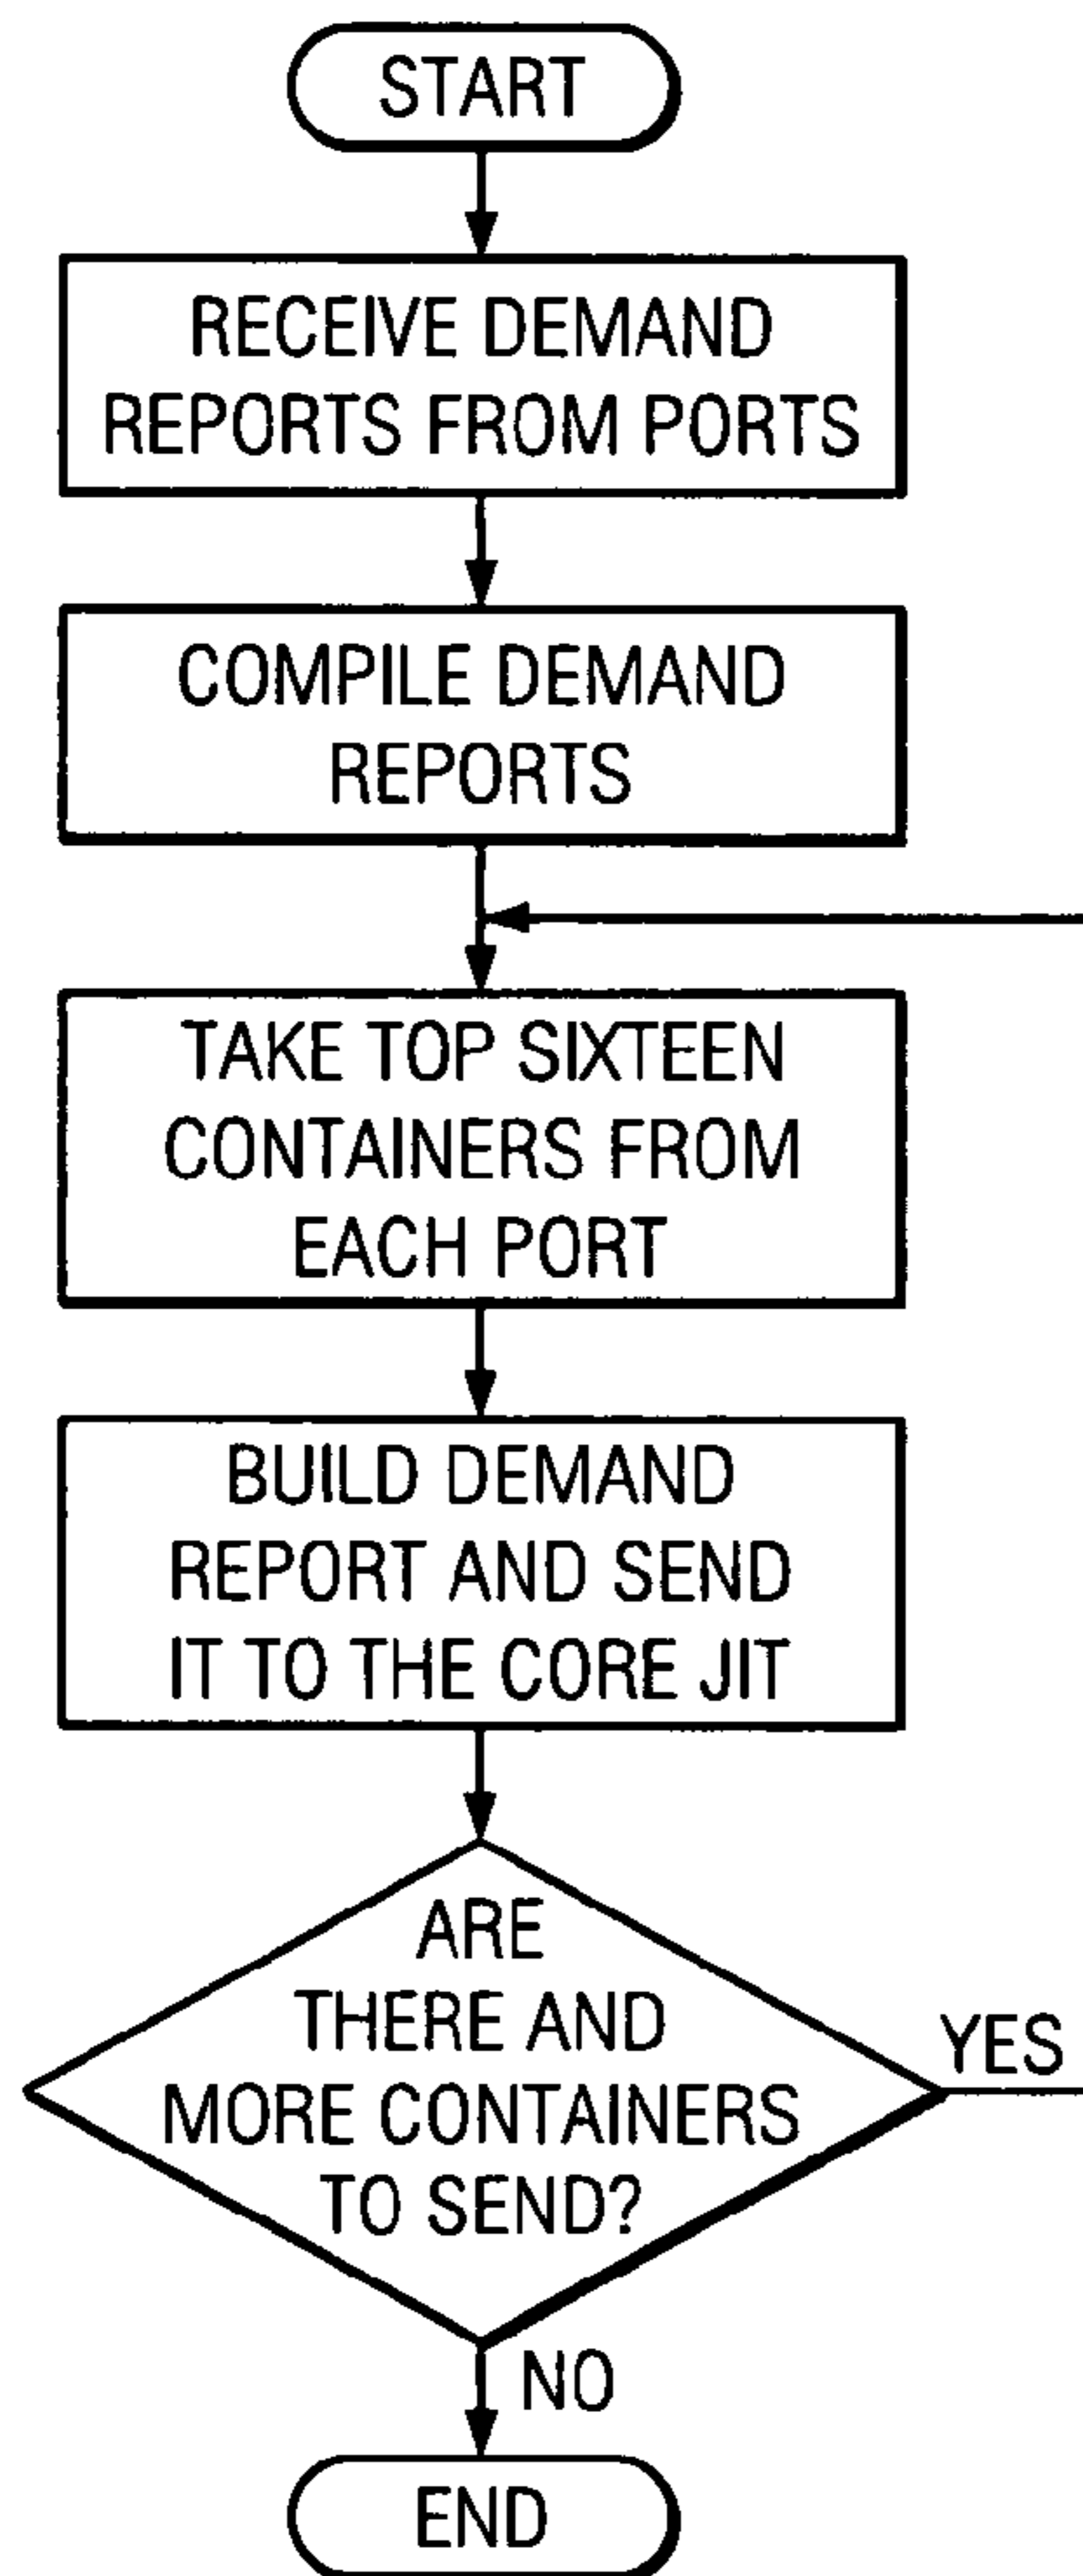 START
RECEIVE DEMAND
REPORTS FROM PORTS
COMPILE DEMAND
REPORTS
TAKE TOP SIXTEEN
CONTAINERS FROM
EACH PORT
BUILD DEMAND
REPORT AND SEND
IT TO THE CORE JIT
ARE
THERE AND
MORE CONTAINERS
TO SEND?
YES
NO
END